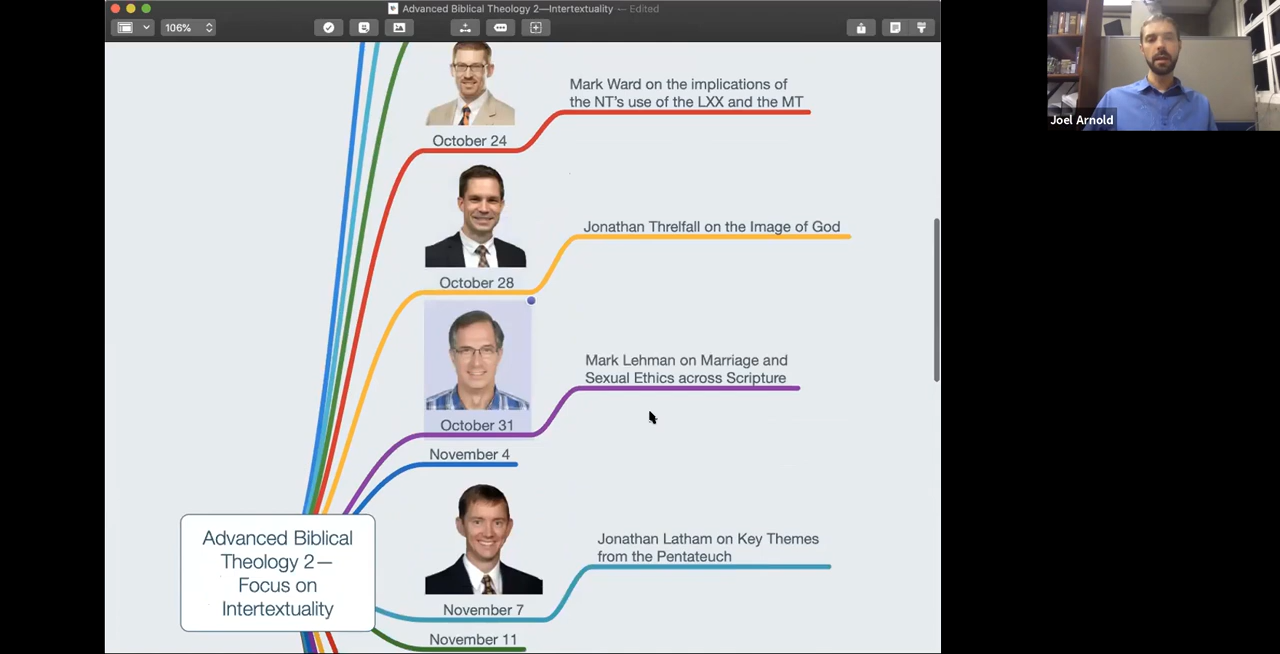 Advanced Biblical Theology 2—Intertextuality — Edited
106%
Mark Ward on the implications of
the NT's use of the LXX and the MT
October 24
Jonathan Threlfall on the Image of God
October 28
Mark Lehman on Marriage and
Sexual Ethics across Scripture
October 31
November 4
Advanced Biblical
Theology 2—
Focus on
Intertextuality
Jonathan Latham on Key Themes
from the Pentateuch
November 7
November 11
Joel Arnold